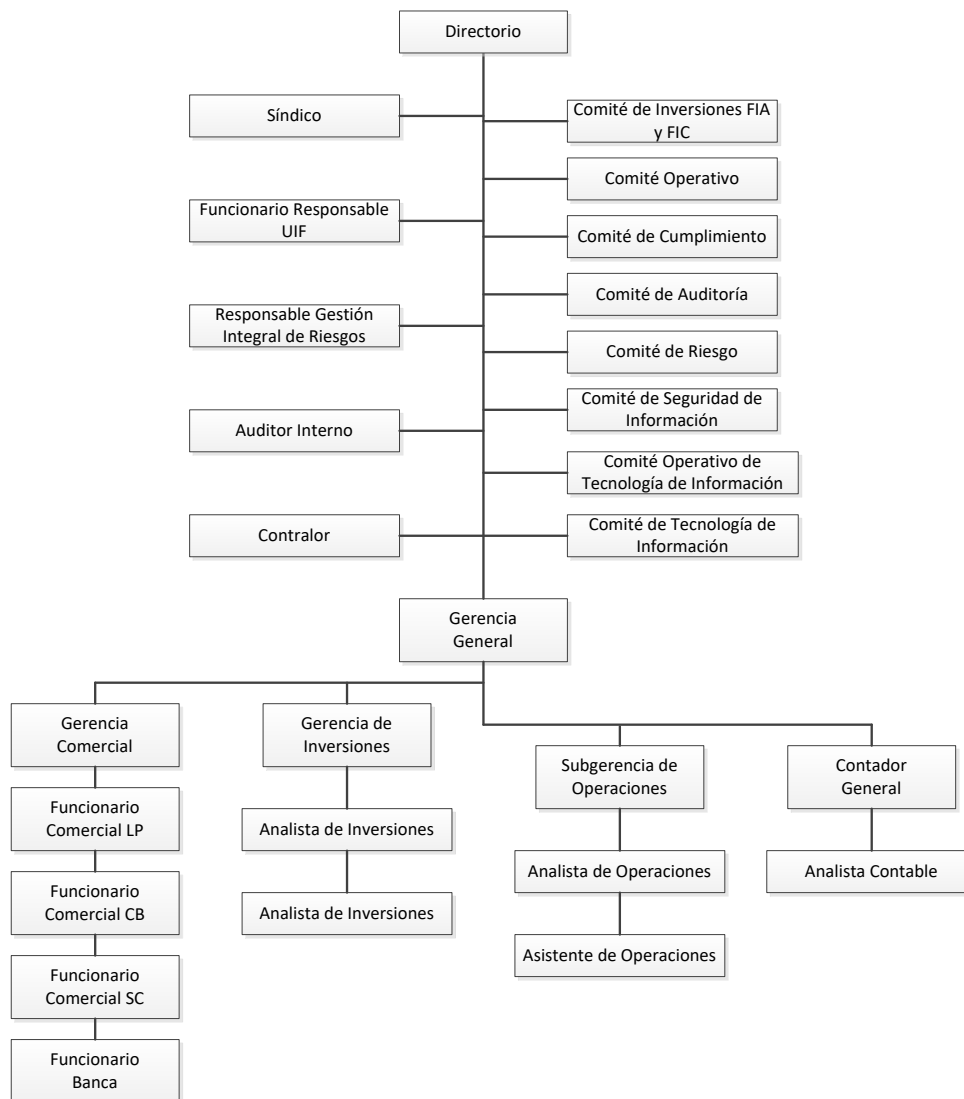 Directorio
Síndico
Comité de Inversiones FIA
y FIC
Comité Operativo
Funcionario Responsable
UIF
Comité de Cumplimiento
Comité de Auditoría
Responsable Gestión
Integral de Riesgos
Comité de Riesgo
Comité de Seguridad de
Información
Auditor Interno
Comité Operativo de
Tecnología de Información
Contralor
Comité de Tecnología de
Información
Gerencia
General
Gerencia
Comercial
Funcionario
Comercial LP
Funcionario
Comercial CB
Funcionario
Comercial SC
Funcionario
Banca
Gerencia de
Inversiones
Analista de Inversiones
Analista de Inversiones
Subgerencia de
Operaciones
Analista de Operaciones
Asistente de Operaciones
Contador
General
Analista Contable